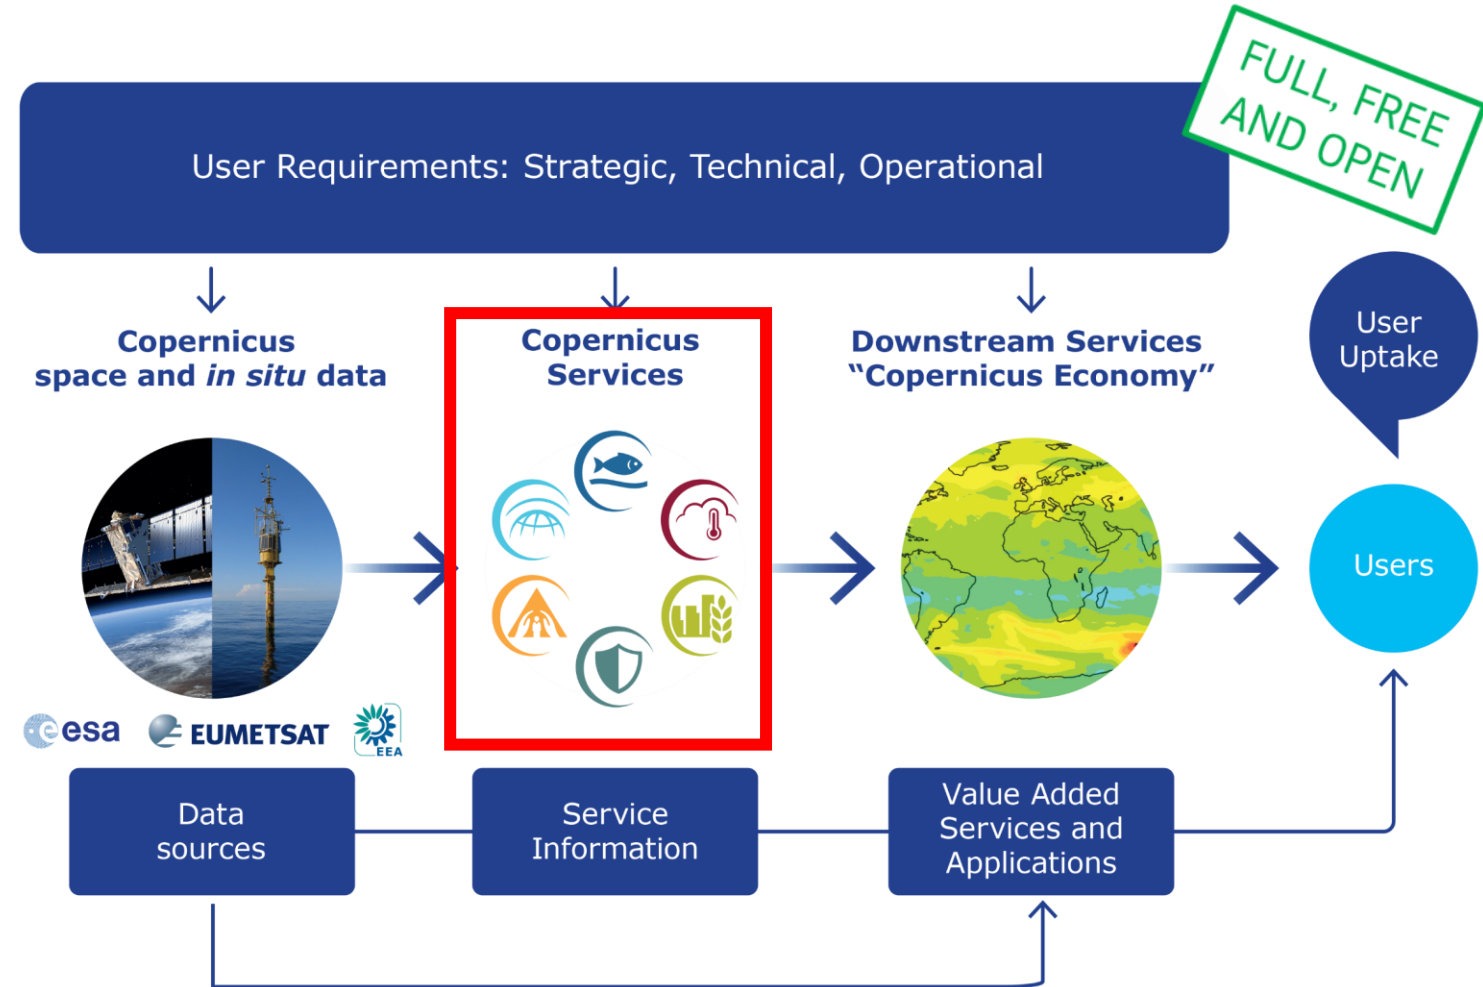 FULL, FREE
AND OPEN
User Requirements: Strategic, Technical, Operational
Copernicus
space and in situ data
Copernicus
Services
Downstream Services
“Copernicus Economy”
User
Uptake
Users
esa
EUMETSAT
EEA
Data
sources
Service
Information
Value Added
Services and
Applications